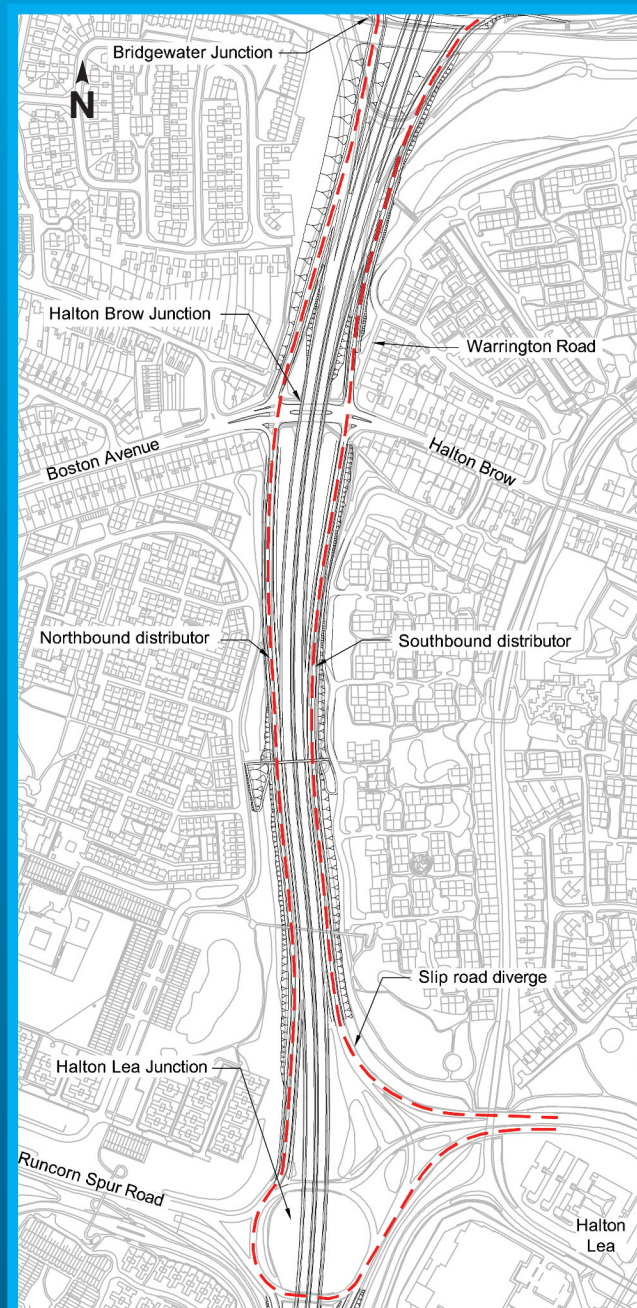 Bridgewater Junction
N
Halton Brow Junction
Warrington Road
Boston Avenue
Halton Brow
Northbound distributor
Southbound distributor
Slip road diverge
Halton Lea Junction
Runcorn Spur Road
Halton
Lea